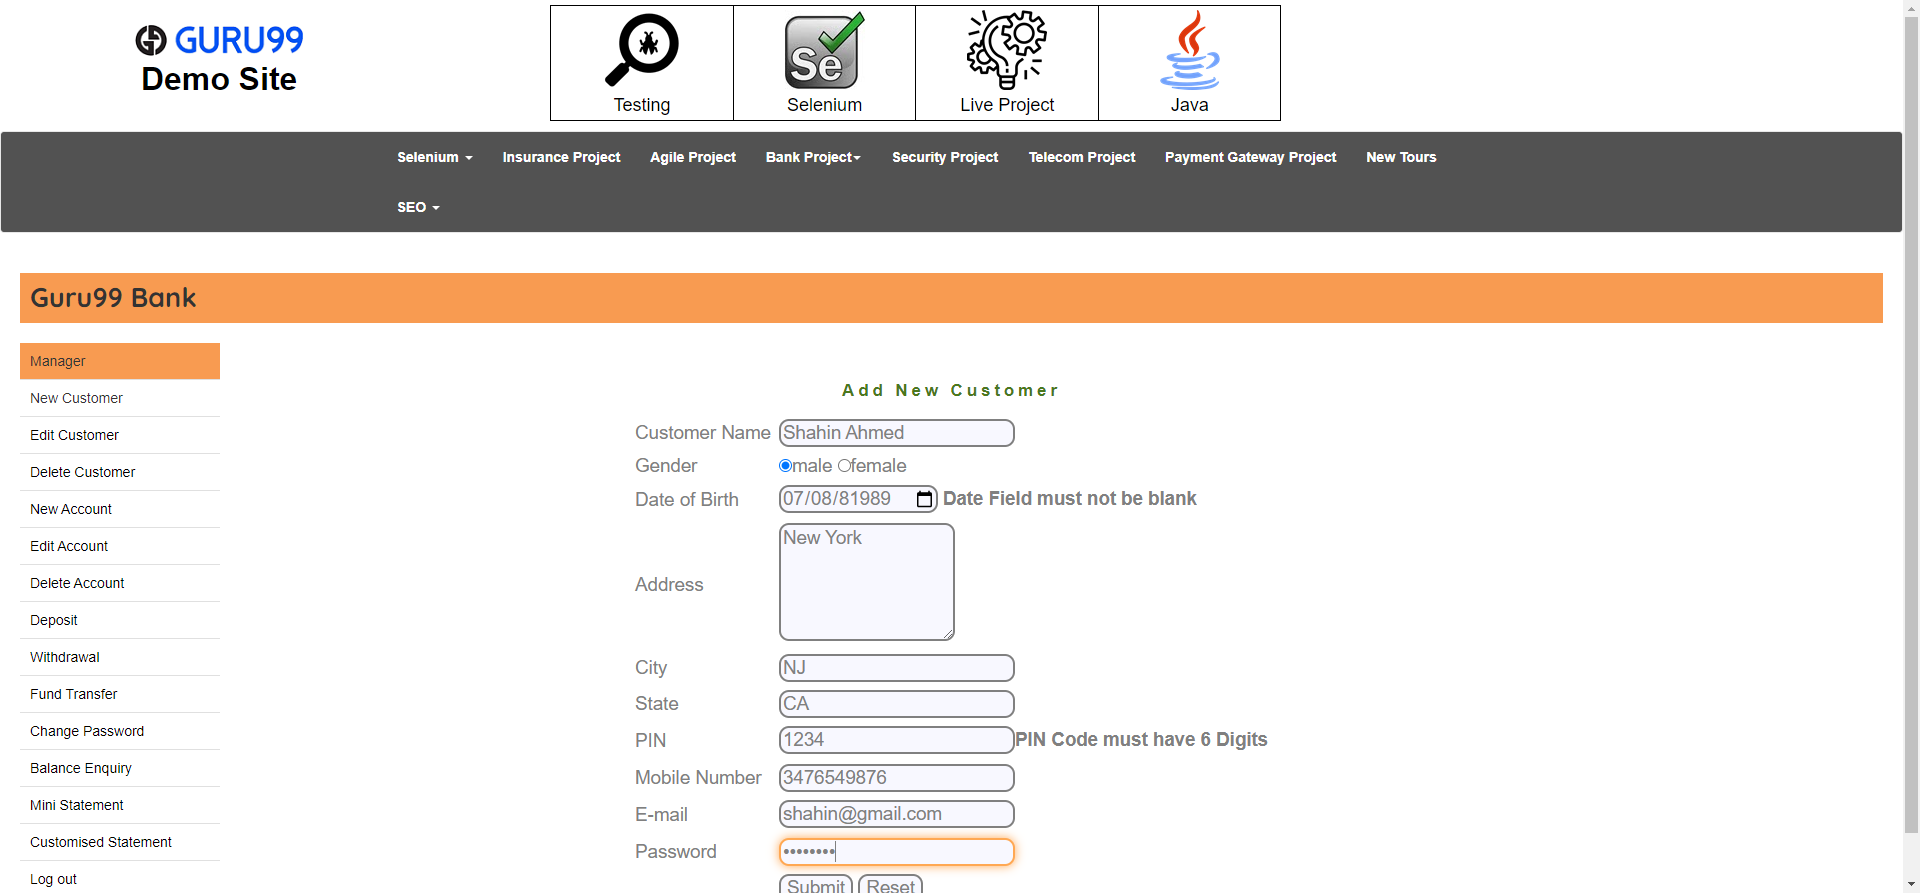 GURU99
Demo Site
Testing
Se
Selenium
Live Project
Java
Selenium
Insurance Project
Agile Project
Bank Project
Security Project
Telecom Project
Payment Gateway Project
New Tours
SEO
Guru99 Bank
Manager
New Customer
Edit Customer
Delete Customer
New Account
Edit Account
Delete Account
Deposit
Withdrawal
Fund Transfer
Change Password
Balance Enquiry
Mini Statement
Customised Statement
Log out
Add New Customer
Customer Name Shahin Ahmed
Gender male female
Date of Birth 07/08/81989 Date Field must not be blank
Address New York
City NJ
State CA
PIN 1234 PIN Code must have 6 Digits
Mobile Number 3476549876
E-mail shahin@gmail.com
Password ••••••••
Submit Reset